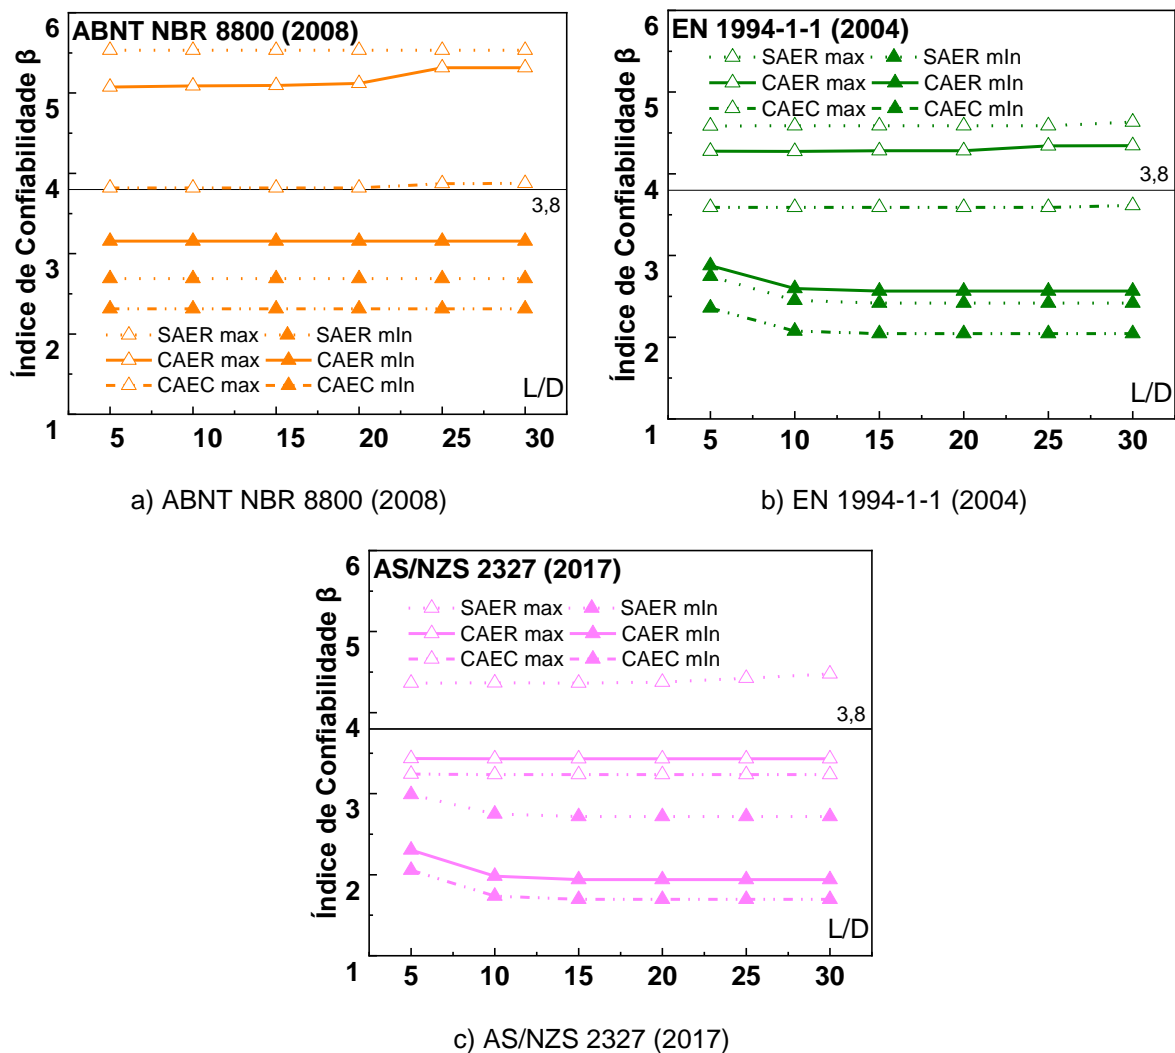 ABNT NBR 8800 (2008)
Índice de Confiabilidade β
6
5
4
3
2
1
3,8
SAER max SAER mIn
CAER max CAER mIn
CAEC max CAEC mIn
L/D
5 10 15 20 25 30
a) ABNT NBR 8800 (2008)
EN 1994-1-1 (2004)
Índice de Confiabilidade β
6
5
4
3
2
1
SAER max SAER mIn
CAER max CAER mIn
CAEC max CAEC mIn
3,8
L/D
5 10 15 20 25 30
b) EN 1994-1-1 (2004)
AS/NZS 2327 (2017)
Índice de Confiabilidade β
6
5
4
3
2
1
SAER max SAER mIn
CAER max CAER mIn
CAEC max CAEC mIn
3,8
L/D
5 10 15 20 25 30
c) AS/NZS 2327 (2017)